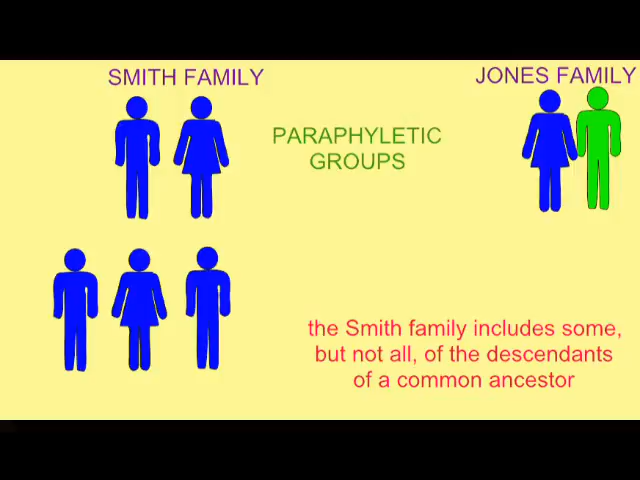 SMITH FAMILY
JONES FAMILY
PARAPHYLETIC
GROUPS
the Smith family includes some,
but not all, of the descendants
of a common ancestor